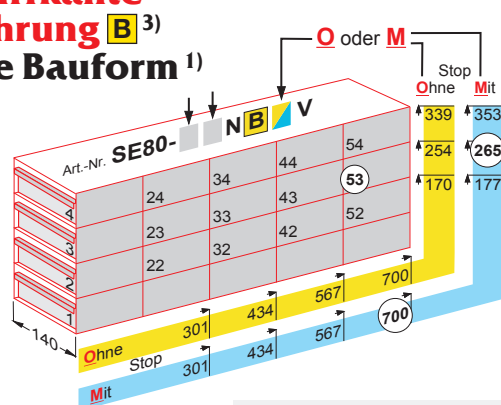 hrung B 3)
e Bauform 1)
O oder M
Stop
Ohne Mit
Art.-Nr. SE80- N B V
339 353
254 265
170 177
54
44
34
24
53
43
33
23
52
42
32
22
4
3
2
1
140
Ohne 301 434 567 700
Stop
Mit 301 434 567 700